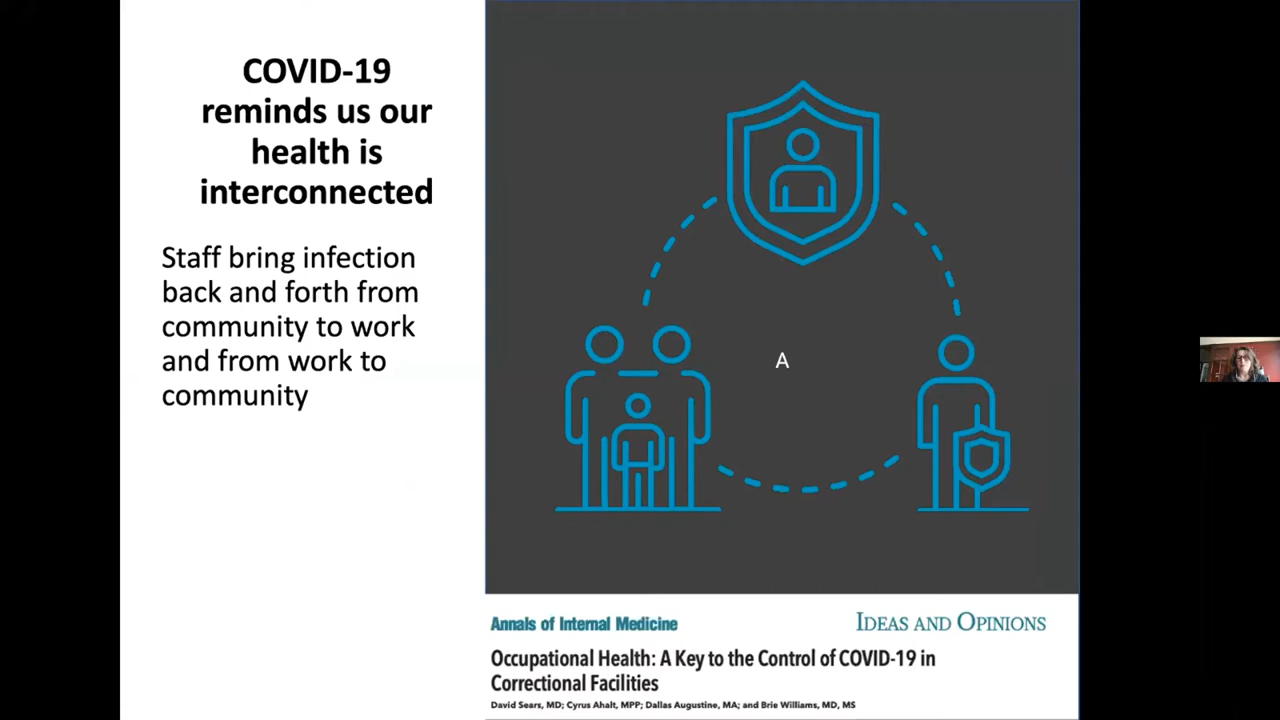 COVID-19
reminds us our
health is
interconnected
Staff bring infection
back and forth from
community to work
and from work to
community
A
Annals of Internal Medicine
IDEAS AND OPINIONS
Occupational Health: A Key to the Control of COVID-19 in
Correctional Facilities
David Sears, MD; Cyrus Ahalt, MPP; Dallas Augustine, MA; and Brie Williams, MD, MS